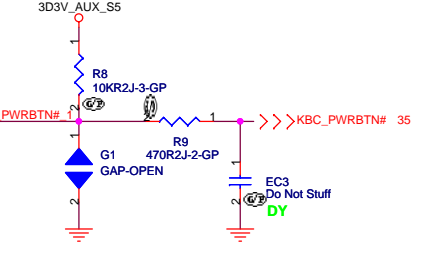 3D3V_AUX_S5
1
R8
10KR2J-3-GP
2
G/P
PWRBTN#_1
2
1
KBC_PWRBTN# 35
R9
470R2J-2-GP
1
G1
GAP-OPEN
2
1
EC3
Do Not Stuff
2
G/P
DY